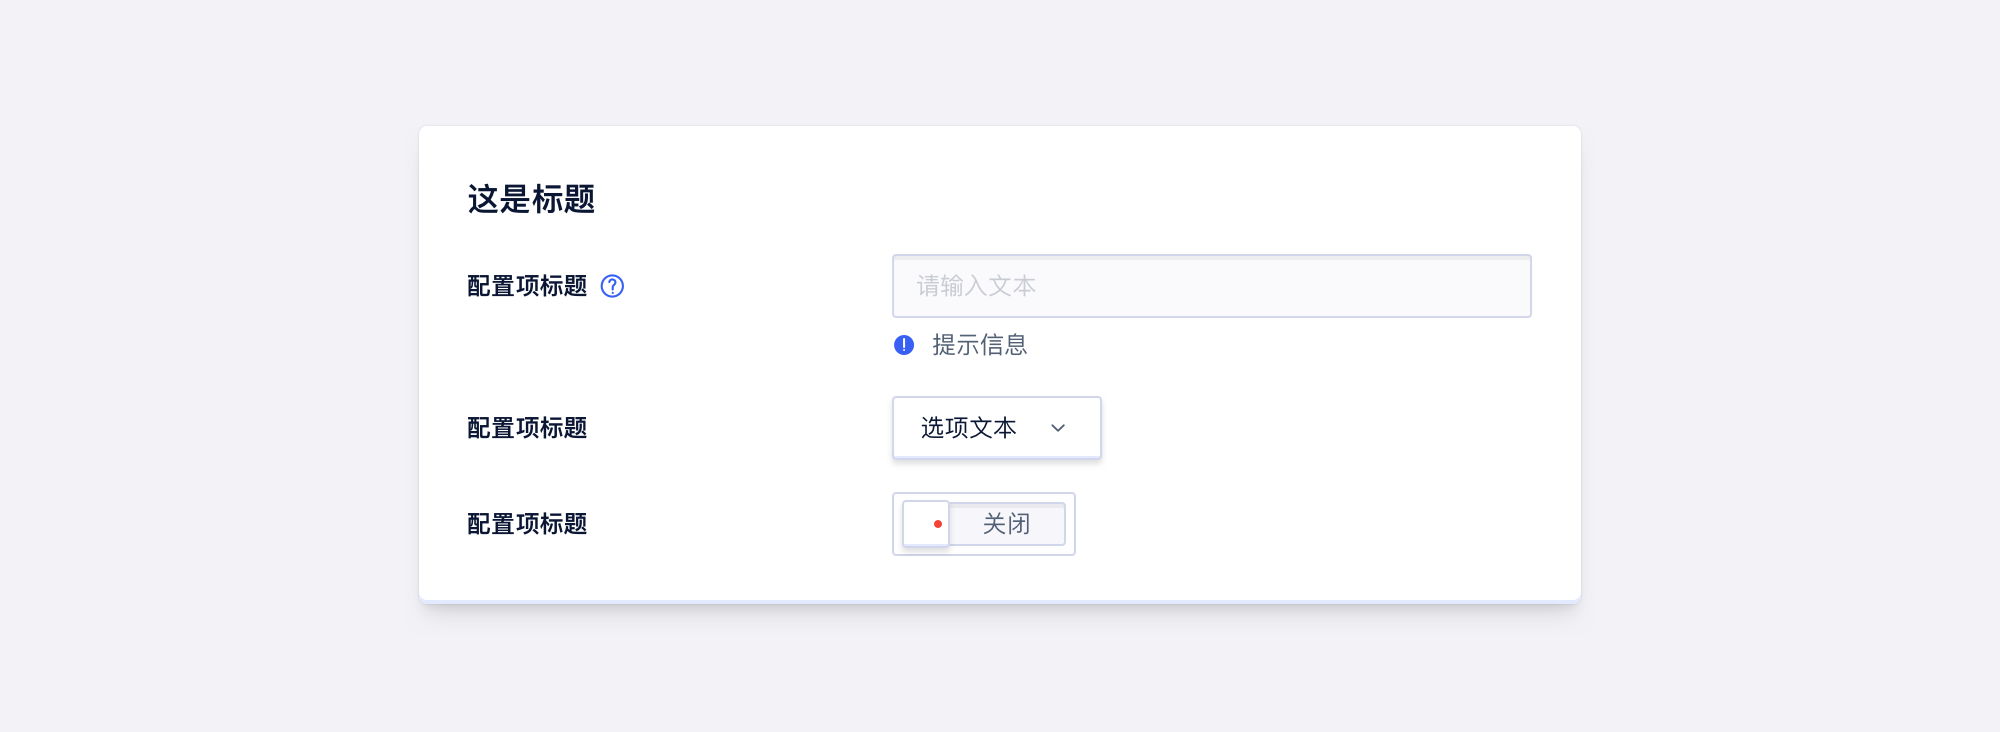 这是标题
配置项标题
请输入文本
提示信息
配置项标题
选项文本
配置项标题
关闭